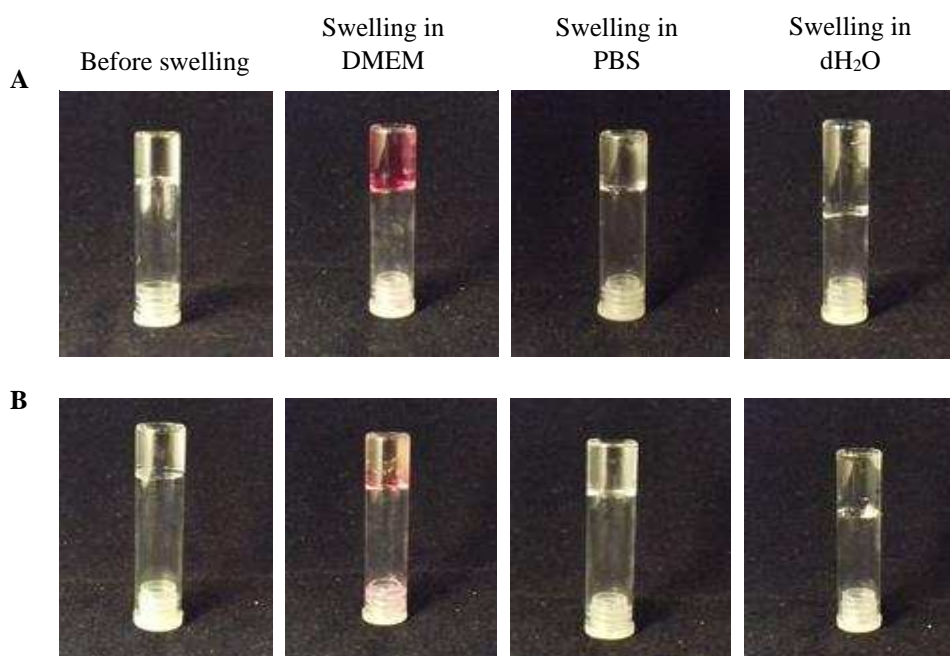 Before swelling
Swelling in
DMEM
Swelling in
PBS
Swelling in
dH₂O
A
B